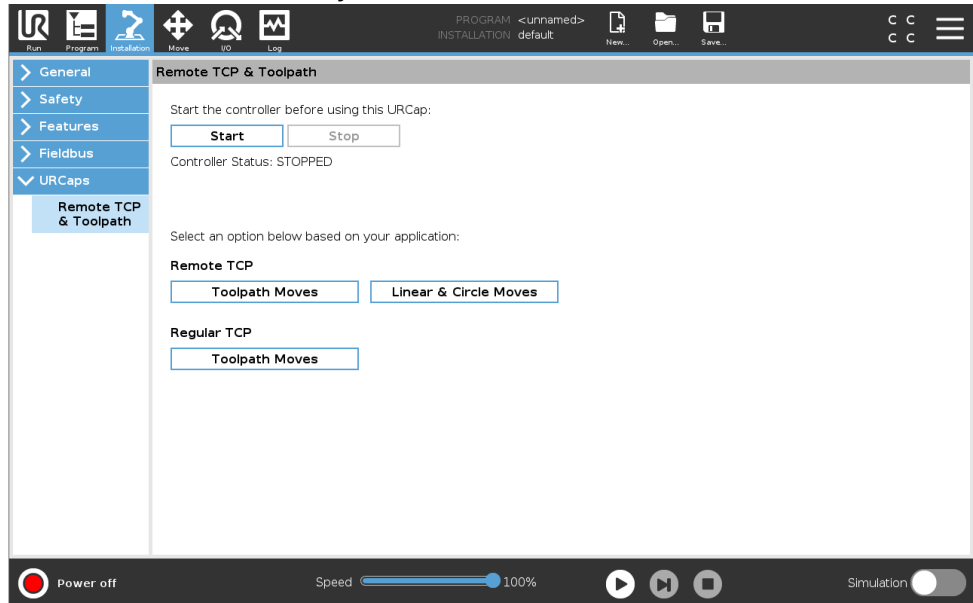 PROGRAM <unnamed>
INSTALLATION default
Run Program Installation Move I/O Log New... Open... Save...
C C
C C
General
Safety
Features
Fieldbus
URCaps
Remote TCP
& Toolpath
Remote TCP & Toolpath
Start the controller before using this URCap:
Start Stop
Controller Status: STOPPED
Select an option below based on your application:
Remote TCP
Toolpath Moves Linear & Circle Moves
Regular TCP
Toolpath Moves
Power off Speed 100% Simulation